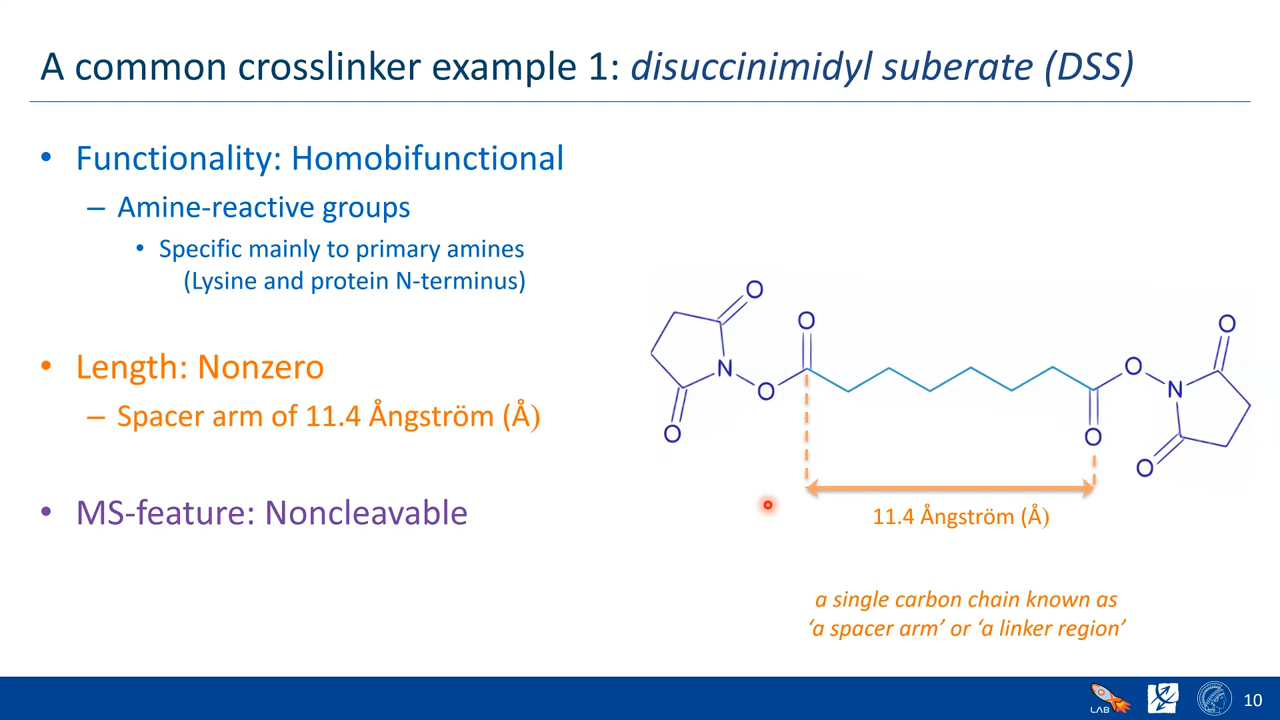 A common crosslinker example 1: disuccinimidyl suberate (DSS)
• Functionality: Homobifunctional
– Amine-reactive groups
• Specific mainly to primary amines
(Lysine and protein N-terminus)
• Length: Nonzero
– Spacer arm of 11.4 Ångström (Å)
• MS-feature: Noncleavable
O
O
O
N
O
O
O
N
O
O
11.4 Ångström (Å)
a single carbon chain known as
‘a spacer arm’ or ‘a linker region’
LAB
10